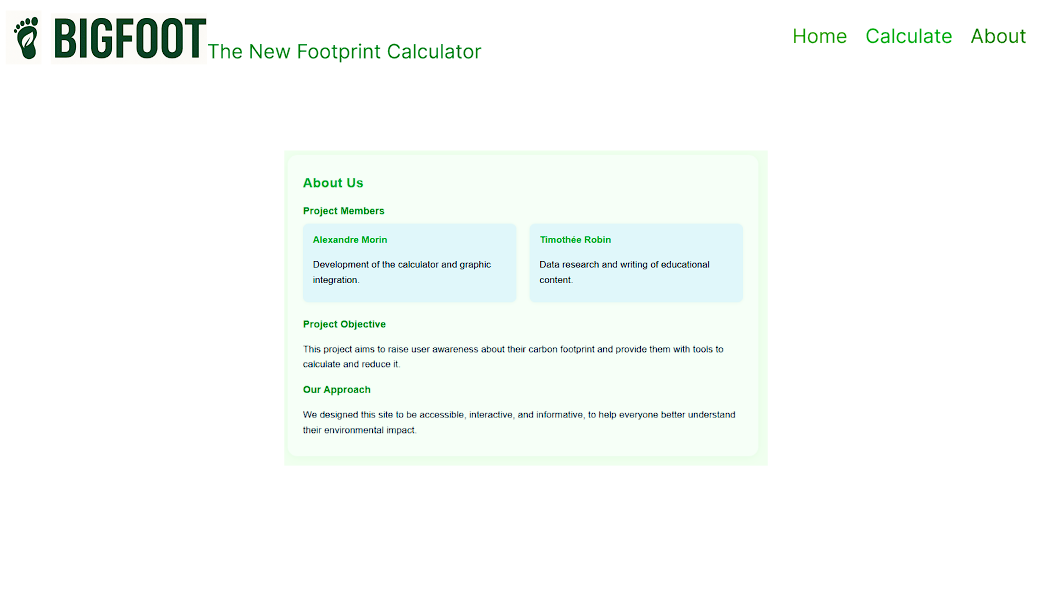 BIGFOOT The New Footprint Calculator
Home Calculate About
About Us
Project Members
Alexandre Morin
Development of the calculator and graphic
integration.
Timothée Robin
Data research and writing of educational
content.
Project Objective
This project aims to raise user awareness about their carbon footprint and provide them with tools to
calculate and reduce it.
Our Approach
We designed this site to be accessible, interactive, and informative, to help everyone better understand
their environmental impact.